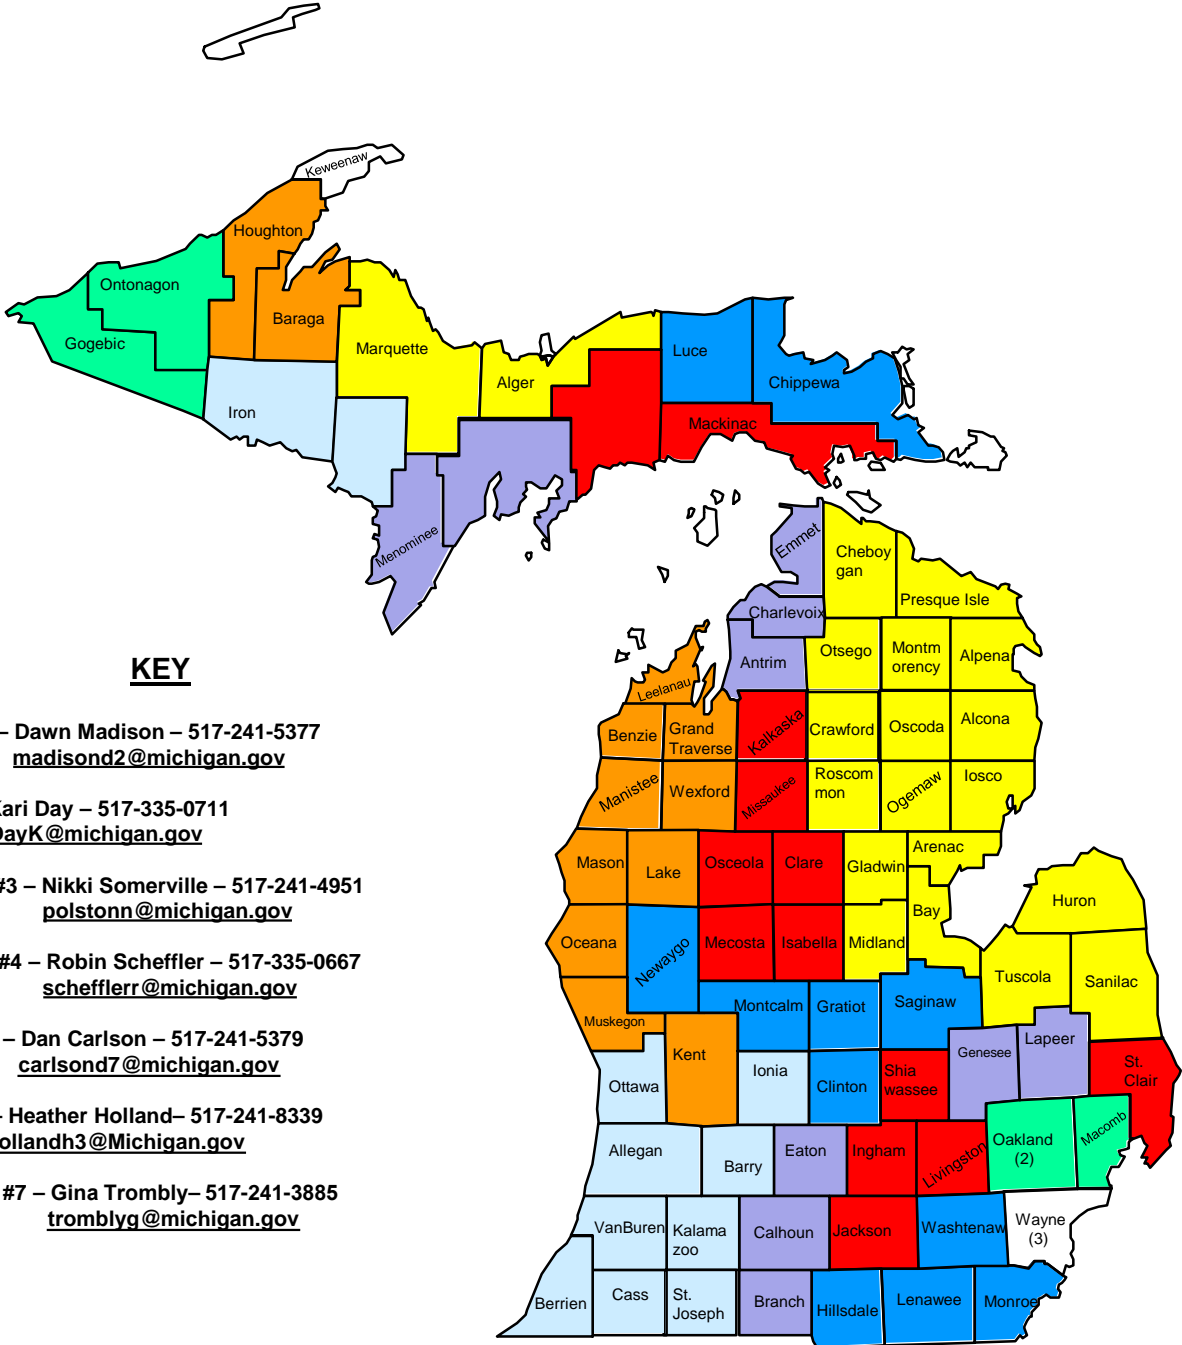 Keweenaw
Houghton
Ontonagon
Baraga
Gogebic
Marquette
Luce
Alger
Chippewa
Iron
Mackinac
Menominee
Emmet
Cheboy
gan
Presque Isle
Charlevoix
Otsego
Montm
orency
Alpena
Antrim
Leelanau
Benzie
Grand
Traverse
Kalkaska
Crawford
Oscoda
Alcona
Manistee
Wexford
Missaukee
Roscom
mon
Ogemaw
Iosco
Mason
Lake
Osceola
Clare
Gladwin
Arenac
Huron
Oceana
Newaygo
Mecosta
Isabella
Midland
Bay
Tuscola
Sanilac
Muskegon
Montcalm
Gratiot
Saginaw
Kent
Ottawa
Ionia
Clinton
Shia
wassee
Genesee
Lapeer
St.
Clair
Allegan
Barry
Eaton
Ingham
Livingston
Oakland
(2)
Macomb
VanBuren
Kalama
zoo
Calhoun
Jackson
Washtenaw
Wayne
(3)
Berrien
Cass
St.
Joseph
Branch
Hillsdale
Lenawee
Monroe
KEY
– Dawn Madison – 517-241-5377
madisond2@michigan.gov
Kari Day – 517-335-0711
DayK@michigan.gov
#3 – Nikki Somerville – 517-241-4951
polstonn@michigan.gov
#4 – Robin Scheffler – 517-335-0667
schefflerr@michigan.gov
– Dan Carlson – 517-241-5379
carlsond7@michigan.gov
– Heather Holland– 517-241-8339
ollandh3@Michigan.gov
#7 – Gina Trombly– 517-241-3885
tromblyg@michigan.gov